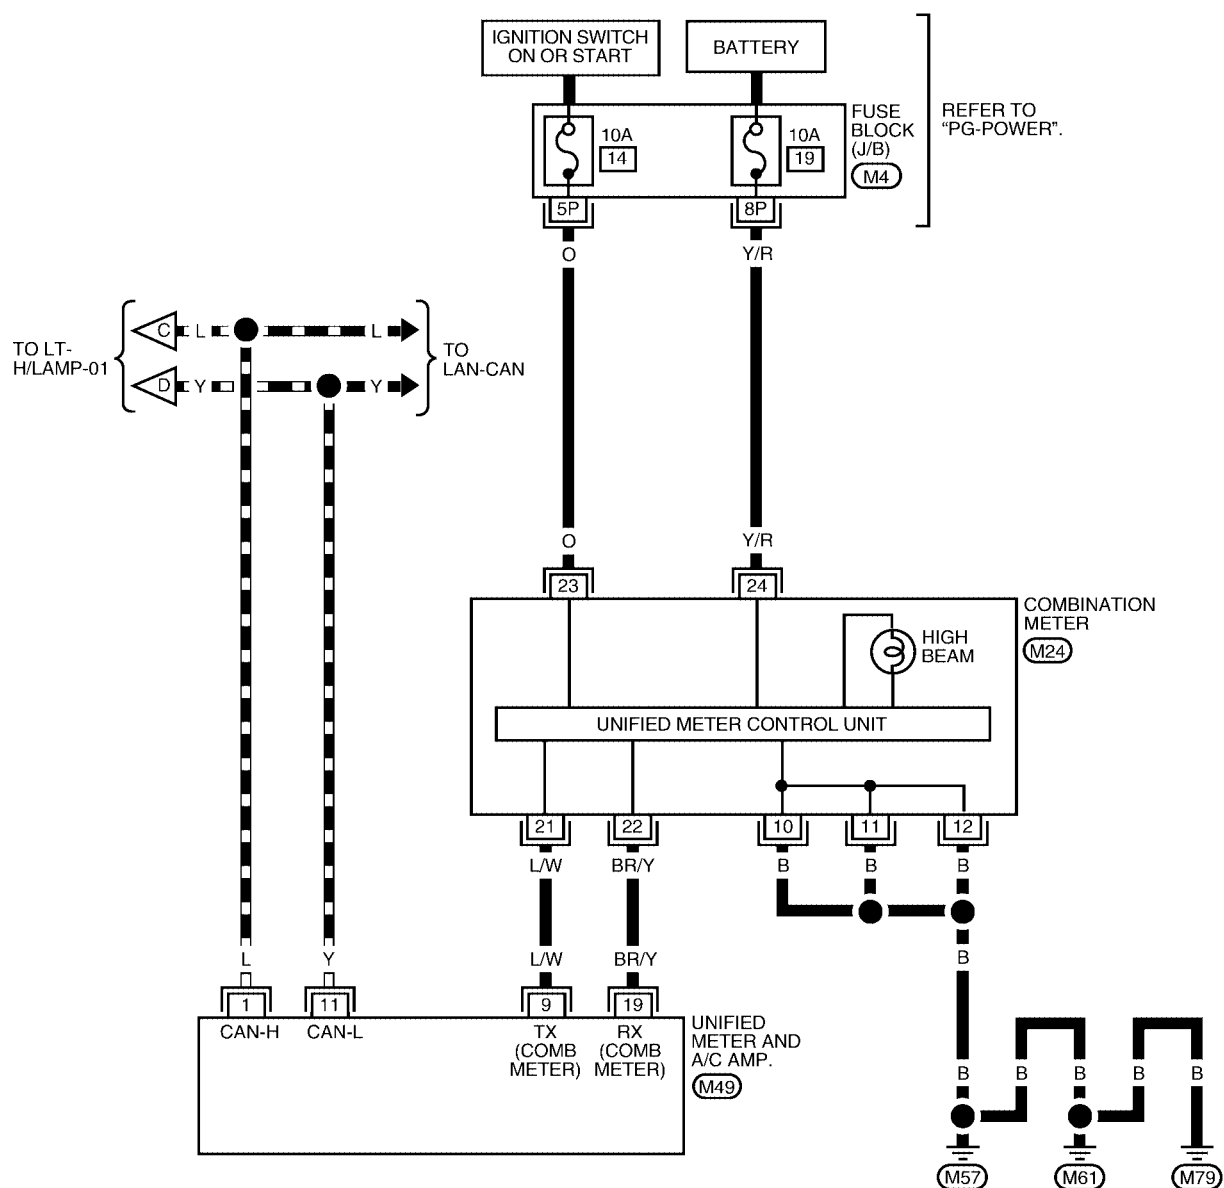 IGNITION SWITCH
ON OR START
BATTERY
FUSE
BLOCK
(J/B)
M4
REFER TO
“PG-POWER”.
10A
14
10A
19
5P
8P
O
Y/R
TO LT-
H/LAMP-01
C
L
L
D
Y
Y
TO
LAN-CAN
O
Y/R
23
24
COMBINATION
METER
M24
HIGH
BEAM
UNIFIED METER CONTROL UNIT
21
22
10
11
12
L/W
BR/Y
B
B
B
L
Y
L/W
BR/Y
B
1
11
9
19
CAN-H
CAN-L
TX
(COMB
METER)
RX
(COMB
METER)
UNIFIED
METER AND
A/C AMP.
M49
B
B
B
B
B
M57
M61
M79